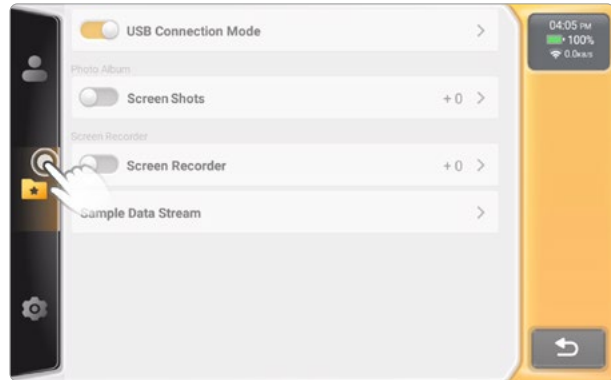 USB Connection Mode
04:05 PM
100%
0.0KB/S
Photo Album
Screen Shots
+ 0
Screen Recorder
Screen Recorder
+ 0
Sample Data Stream